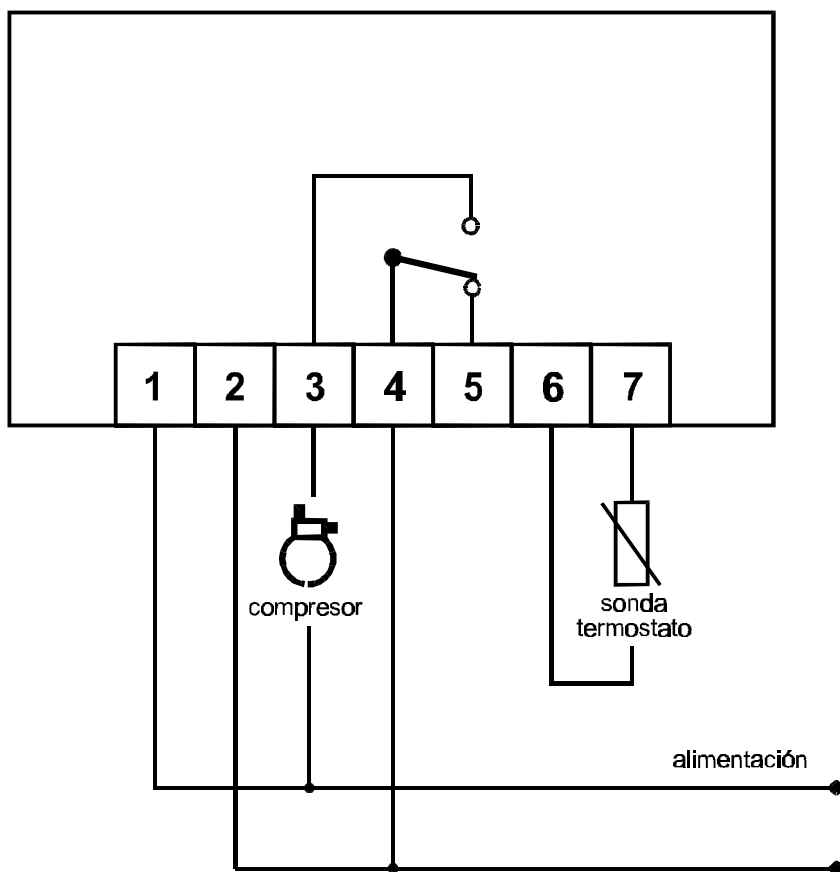 1 2 3 4 5 6 7
compresor
sonda
termostato
alimentación